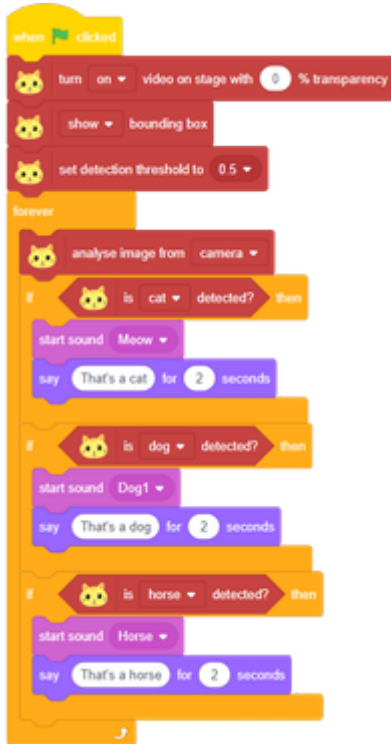 when clicked
turn on video on stage with 0 % transparency
show bounding box
set detection threshold to 0.5
forever
analyse image from camera
if is cat detected? then
start sound Meow
say That's a cat for 2 seconds
if is dog detected? then
start sound Dog1
say That's a dog for 2 seconds
if is horse detected? then
start sound Horse
say That's a horse for 2 seconds